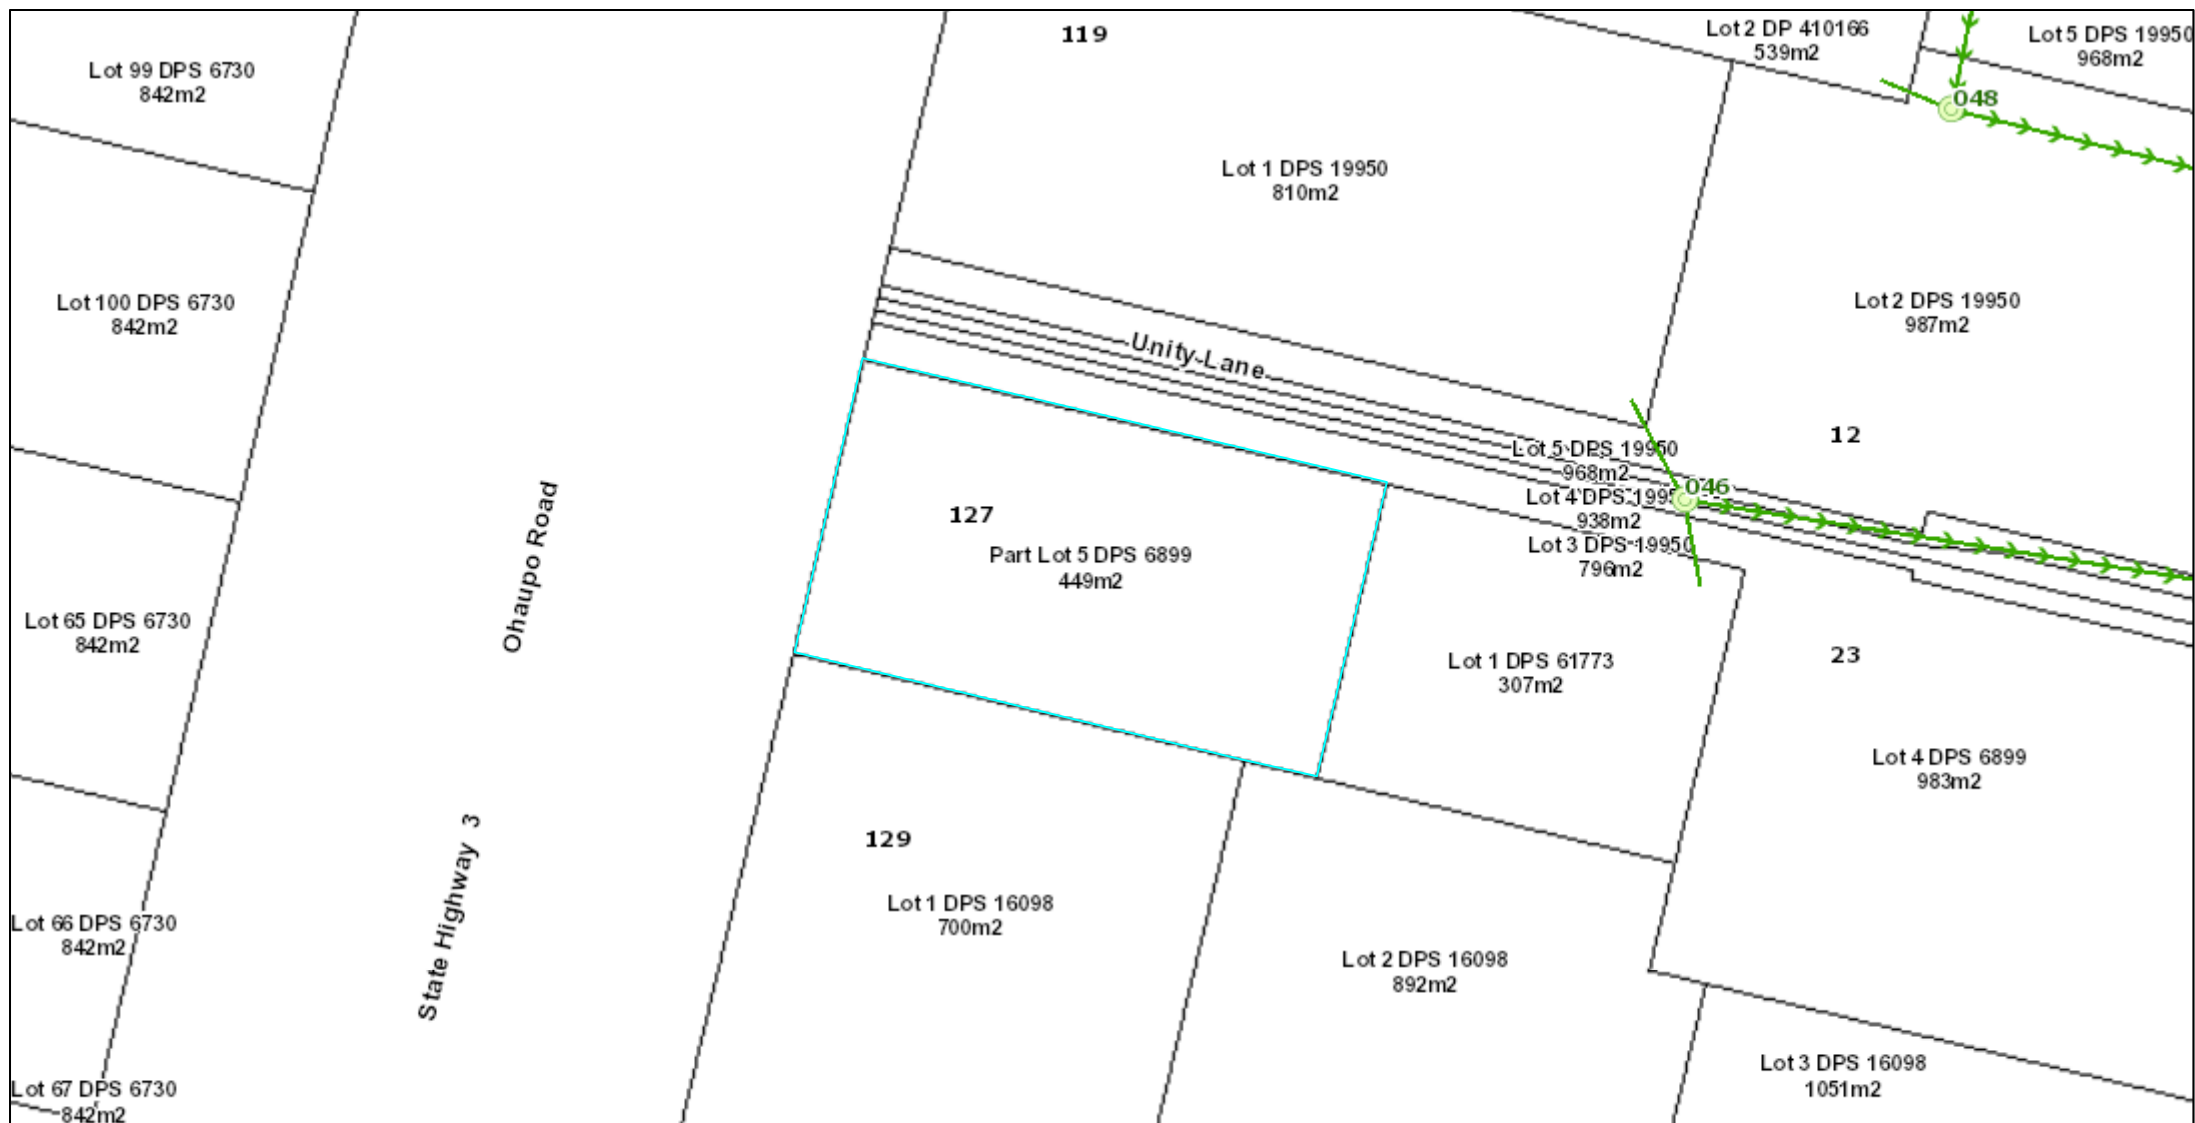 119
Lot 2 DP 410166
539m2
Lot 5 DPS 19950
968m2
Lot 99 DPS 6730
842m2
048
Lot 1 DPS 19950
810m2
Lot 100 DPS 6730
842m2
Lot 2 DPS 19950
987m2
Unity Lane
12
Lot 5 DPS 19950
968m2
046
Lot 4 DPS 1995
938m2
Lot 3 DPS 19950
796m2
127
Part Lot 5 DPS 6899
449m2
Ohaupo Road
Lot 65 DPS 6730
842m2
Lot 1 DPS 61773
307m2
23
Lot 4 DPS 6899
983m2
129
State Highway 3
Lot 1 DPS 16098
700m2
Lot 66 DPS 6730
842m2
Lot 2 DPS 16098
892m2
Lot 3 DPS 16098
1051m2
Lot 67 DPS 6730
842m2